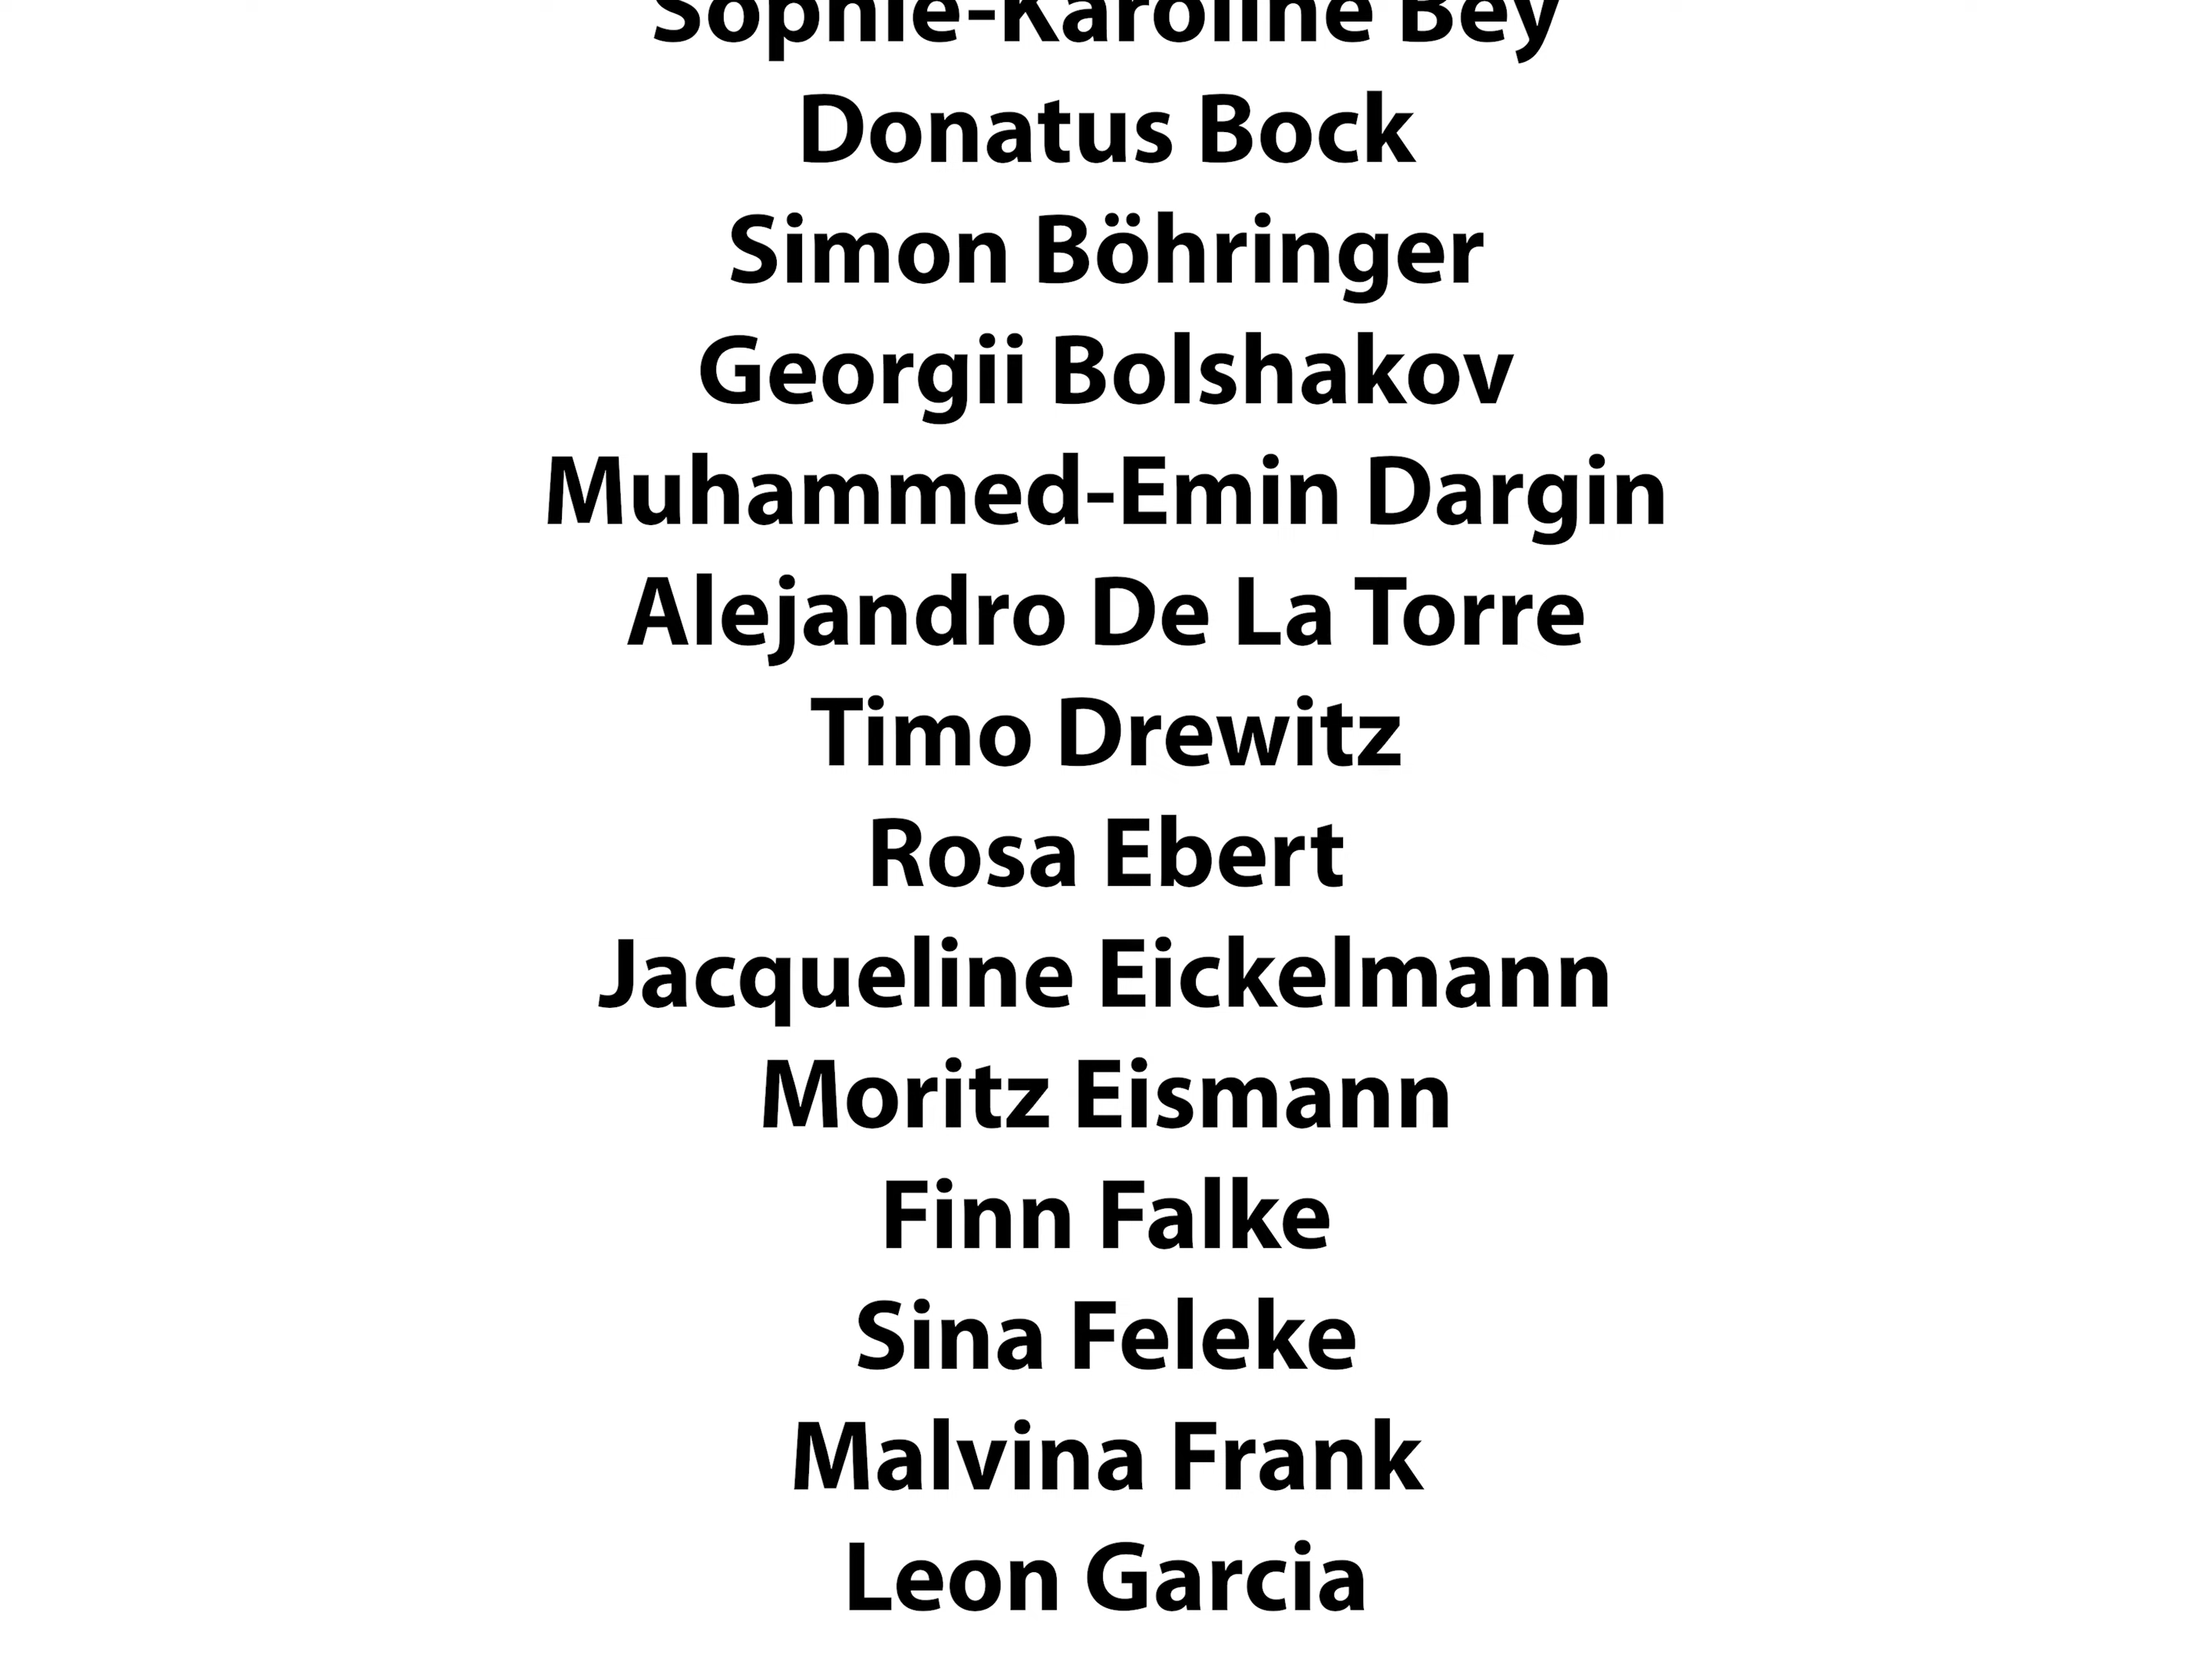 Sophie-Karoline Bey
Donatus Bock
Simon Böhringer
Georgii Bolshakov
Muhammed-Emin Dargin
Alejandro De La Torre
Timo Drewitz
Rosa Ebert
Jacqueline Eickelmann
Moritz Eismann
Finn Falke
Sina Feleke
Malvina Frank
Leon Garcia